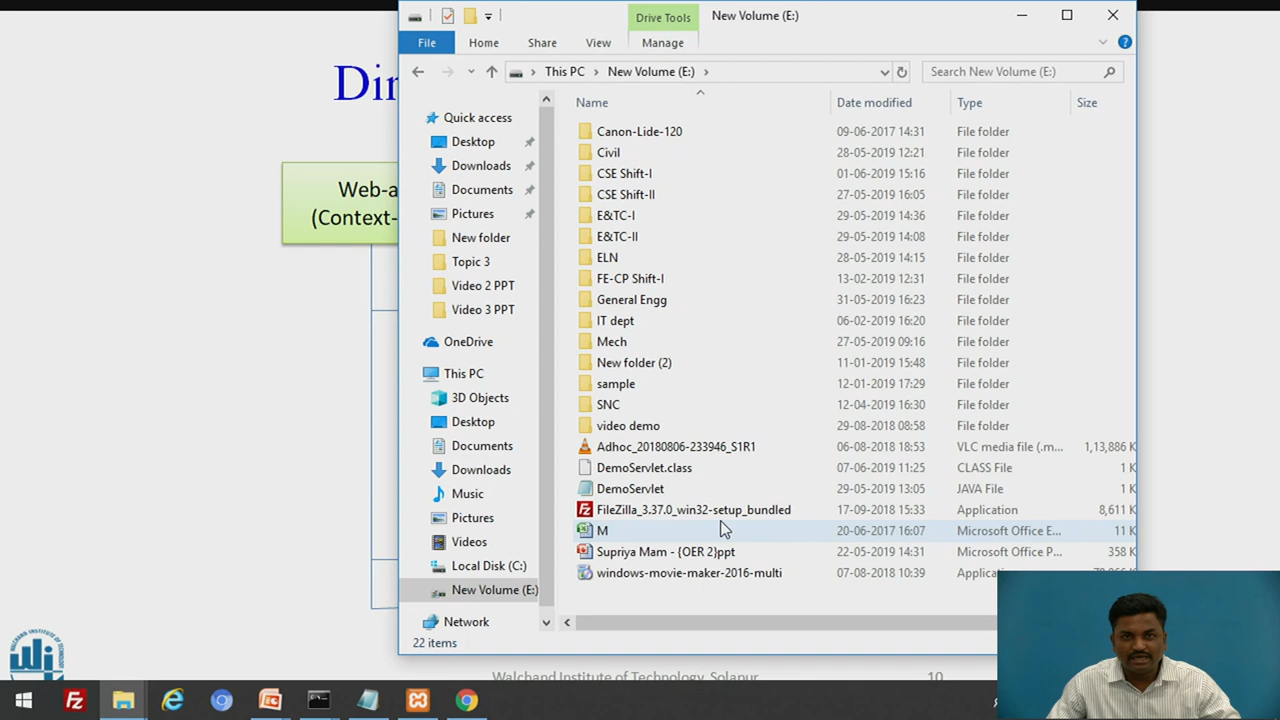 Drive Tools
New Volume (E:)
File
Home
Share
View
Manage
This PC
New Volume (E:)
Search New Volume (E:)
Name
Date modified
Type
Size
Quick access
Desktop
Downloads
Documents
Pictures
New folder
Topic 3
Video 2 PPT
Video 3 PPT
OneDrive
This PC
3D Objects
Desktop
Documents
Downloads
Music
Pictures
Videos
Local Disk (C:)
New Volume (E:)
Network
Canon-Lide-120 09-06-2017 14:31 File folder
Civil 28-05-2019 12:21 File folder
CSE Shift-I 01-06-2019 15:16 File folder
CSE Shift-II 27-05-2019 16:05 File folder
E&TC-I 29-05-2019 14:36 File folder
E&TC-II 29-05-2019 14:08 File folder
ELN 28-05-2019 14:15 File folder
FE-CP Shift-I 13-02-2019 12:31 File folder
General Engg 31-05-2019 16:23 File folder
IT dept 06-02-2019 16:20 File folder
Mech 27-05-2019 09:16 File folder
New folder (2) 11-01-2019 15:48 File folder
sample 12-01-2019 17:29 File folder
SNC 12-04-2019 16:30 File folder
video demo 29-08-2018 08:58 File folder
Adhoc_20180806-233946_S1R1 06-08-2018 18:53 VLC media file (.m... 1,13,886 K
DemoServlet.class 07-06-2019 11:25 CLASS File 1 K
DemoServlet 29-05-2019 13:05 JAVA File 1 K
FileZilla_3.37.0_win32-setup_bundled 17-09-2018 15:33 Application 8,611 K
M 20-06-2017 16:07 Microsoft Office E... 11 K
Supriya Mam - {OER 2}ppt 22-05-2019 14:31 Microsoft Office P... 358 K
windows-movie-maker-2016-multi 07-08-2018 10:39
22 items
Dir
Web-a
(Context-
Walchand Institute of Technology, Solapur
10